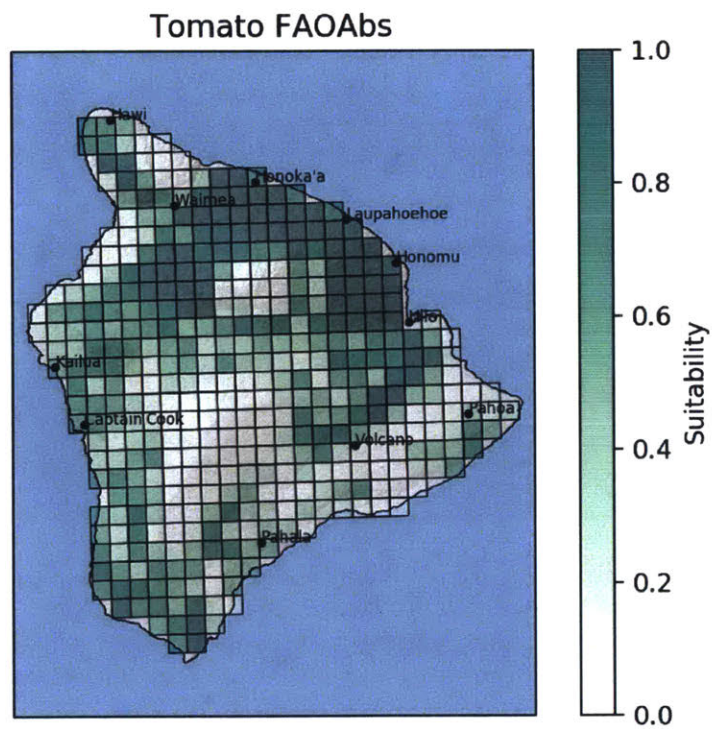 Tomato FAOAbs
Hawi
Honoka'a
Waimea
Laupahoehoe
Honomu
Hilo
Kailua
Pahoa
Captain Cook
Volcano
Pahala
1.0
0.8
0.6
0.4
0.2
0.0
Suitability